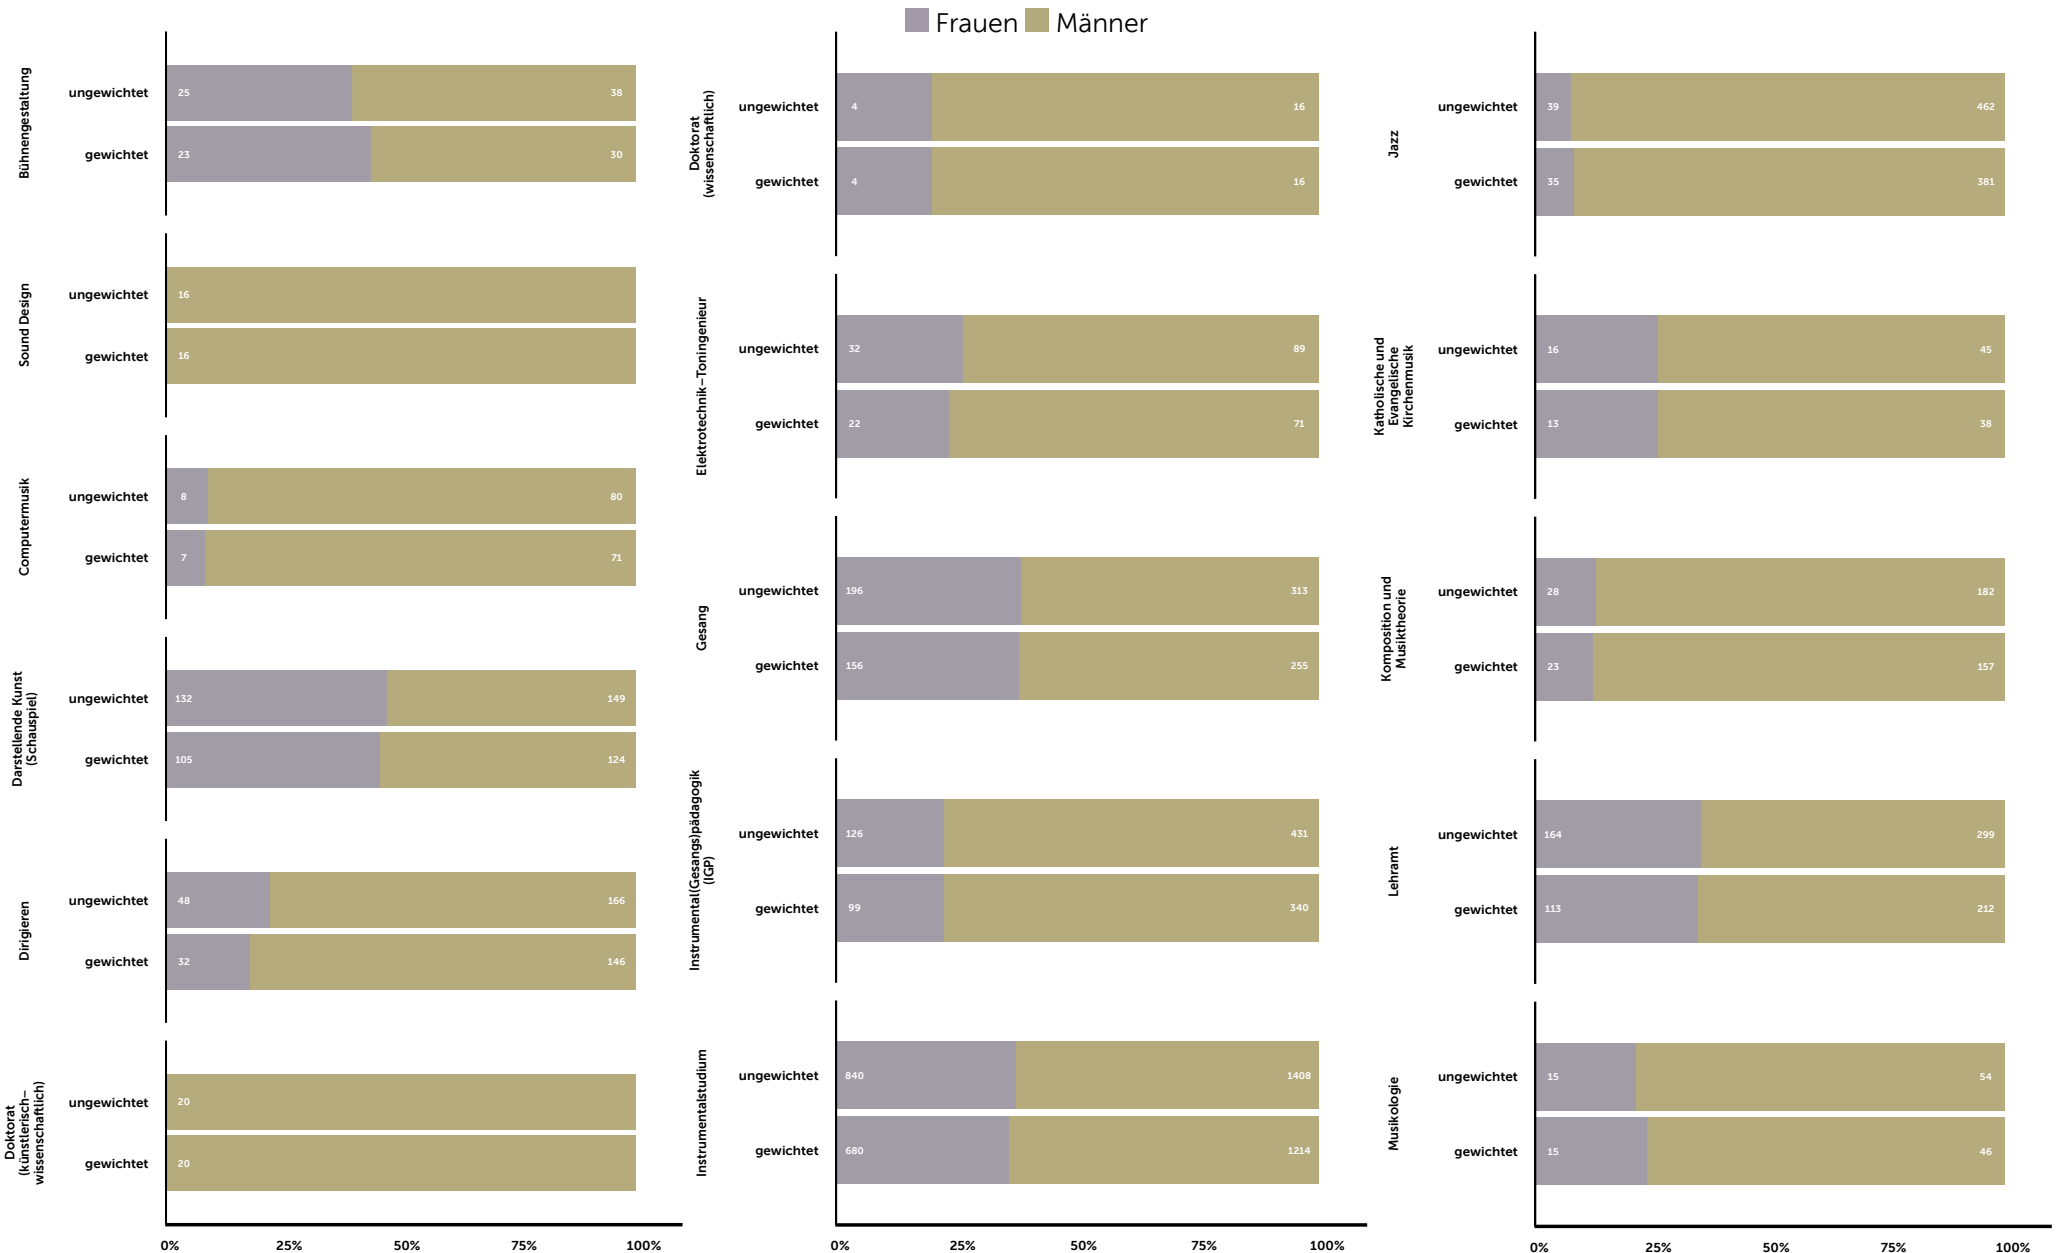 Frauen Männer
Bühnengestaltung
ungewichtet 25 38
gewichtet 23 30
Sound Design
ungewichtet 16
gewichtet 16
Computermusik
ungewichtet 8 80
gewichtet 7 71
Darstellende Kunst
(Schauspiel)
ungewichtet 132 149
gewichtet 105 124
Dirigieren
ungewichtet 48 166
gewichtet 32 146
Doktorat
(künstlerisch–
wissenschaftlich)
ungewichtet 20
gewichtet 20
0% 25% 50% 75% 100%
Doktorat
(wissenschaftlich)
ungewichtet 4 16
gewichtet 4 16
Elektrotechnik–Toningenieur
ungewichtet 32 89
gewichtet 22 71
Gesang
ungewichtet 196 313
gewichtet 156 255
Instrumental(Gesangs)pädagogik
(IGP)
ungewichtet 126 431
gewichtet 99 340
Instrumentalstudium
ungewichtet 840 1408
gewichtet 680 1214
0% 25% 50% 75% 100%
Jazz
ungewichtet 39 462
gewichtet 35 381
Katholische und
Evangelische
Kirchenmusik
ungewichtet 16 45
gewichtet 13 38
Komposition und
Musiktheorie
ungewichtet 28 182
gewichtet 23 157
Lehramt
ungewichtet 164 299
gewichtet 113 212
Musikologie
ungewichtet 15 54
gewichtet 15 46
0% 25% 50% 75% 100%